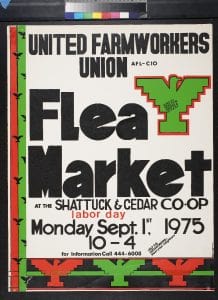 UNITED FARMWORKERS
UNION AFL-CIO
Flea
Market
AT THE SHATTUCK & CEDAR CO-OP
labor day
Monday Sept. 1ST 1975
10-4
for Information Call 444-6008